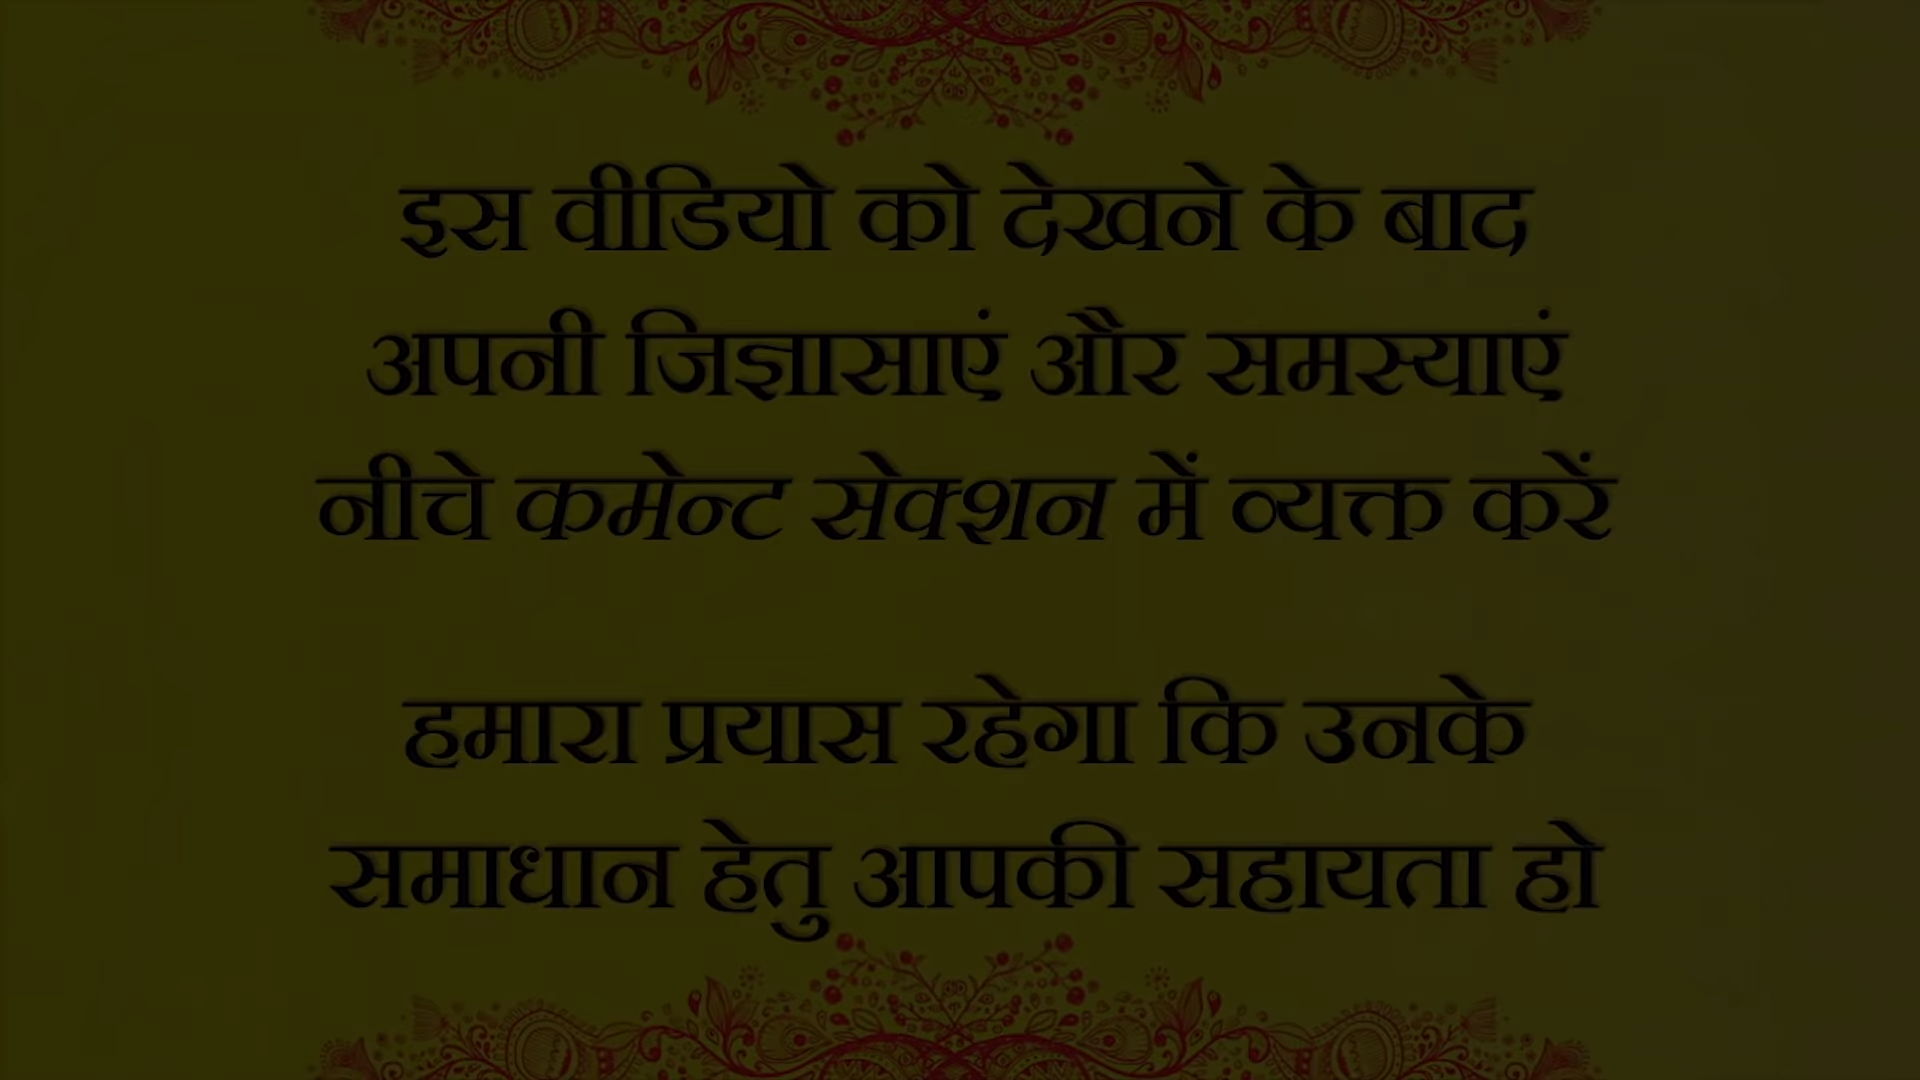 इस वीडियो को देखने के बाद
अपनी जिज्ञासाएं और समस्याएं
नीचे कमेन्ट सेक्शन में व्यक्त करें
हमारा प्रयास रहेगा कि उनके
समाधान हेतु आपकी सहायता हो